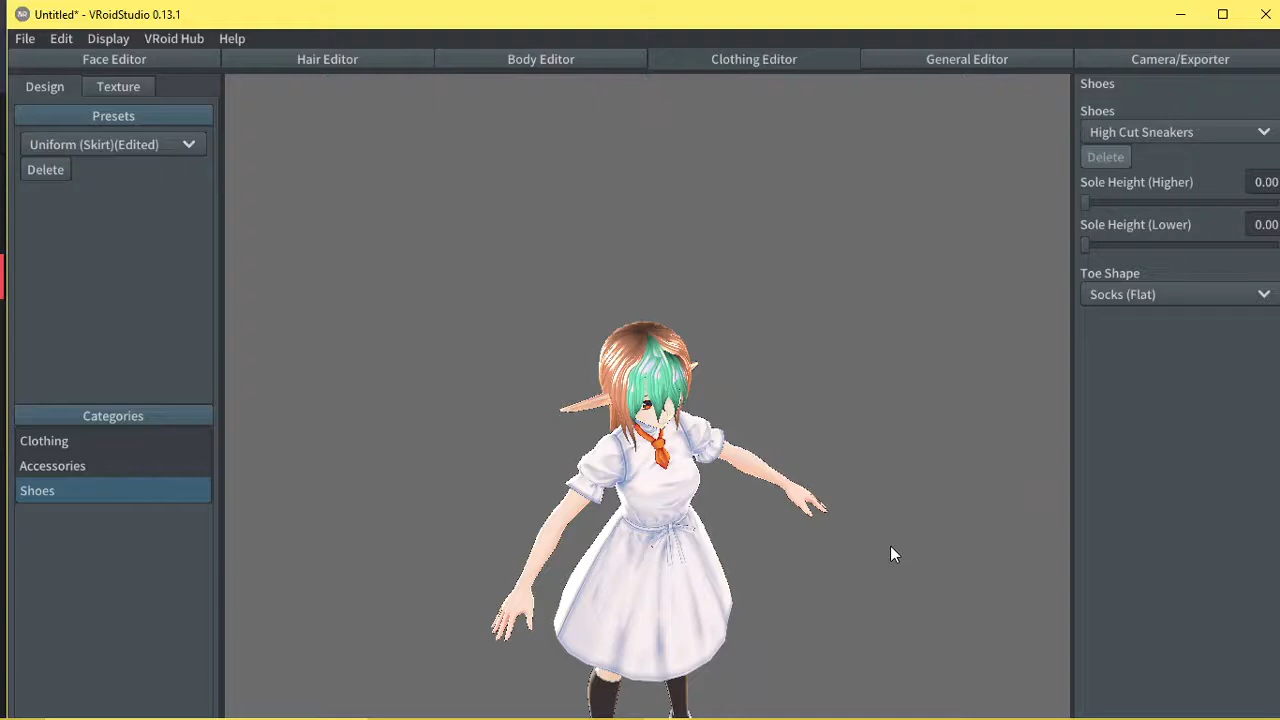 Untitled* - VRoidStudio 0.13.1
File Edit Display VRoid Hub Help
Face Editor Hair Editor Body Editor Clothing Editor General Editor Camera/Exporter
Design Texture
Presets
Uniform (Skirt)(Edited)
Delete
Categories
Clothing
Accessories
Shoes
Shoes
Shoes
High Cut Sneakers
Delete
Sole Height (Higher) 0.00
Sole Height (Lower) 0.00
Toe Shape
Socks (Flat)